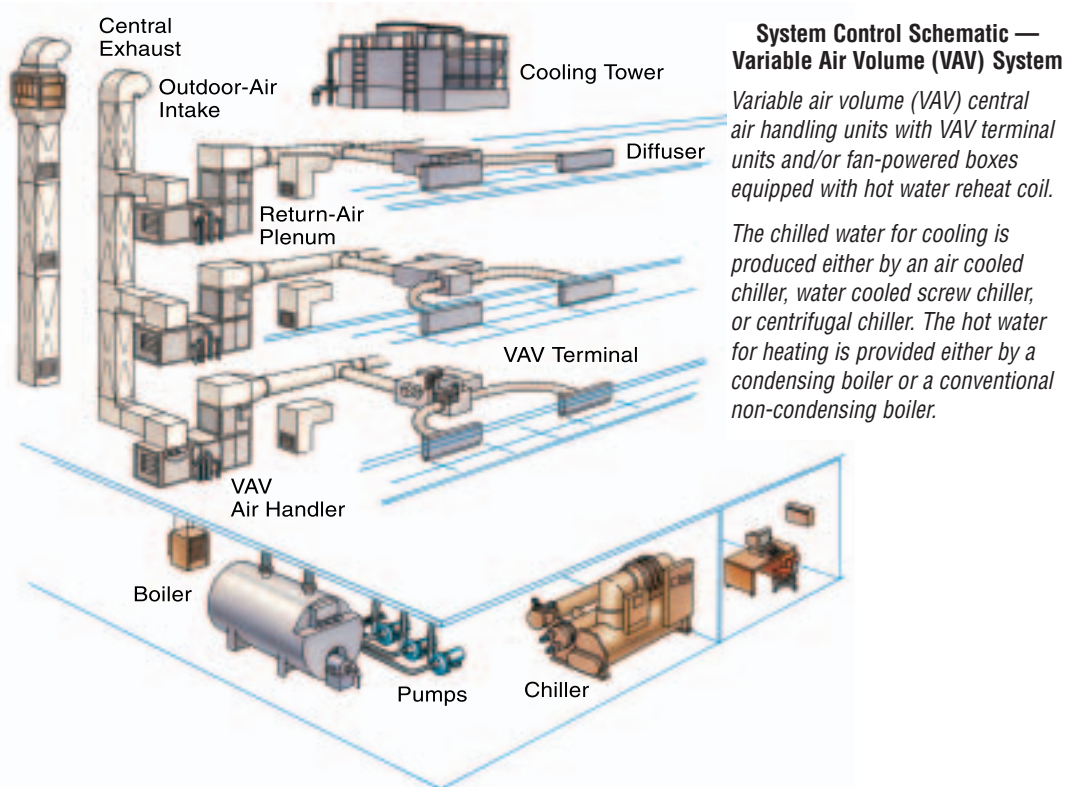 Central
Exhaust
Outdoor-Air
Intake
Cooling Tower
Diffuser
Return-Air
Plenum
VAV Terminal
VAV
Air Handler
Boiler
Pumps
Chiller
System Control Schematic —
Variable Air Volume (VAV) System
Variable air volume (VAV) central
air handling units with VAV terminal
units and/or fan-powered boxes
equipped with hot water reheat coil.
The chilled water for cooling is
produced either by an air cooled
chiller, water cooled screw chiller,
or centrifugal chiller. The hot water
for heating is provided either by a
condensing boiler or a conventional
non-condensing boiler.